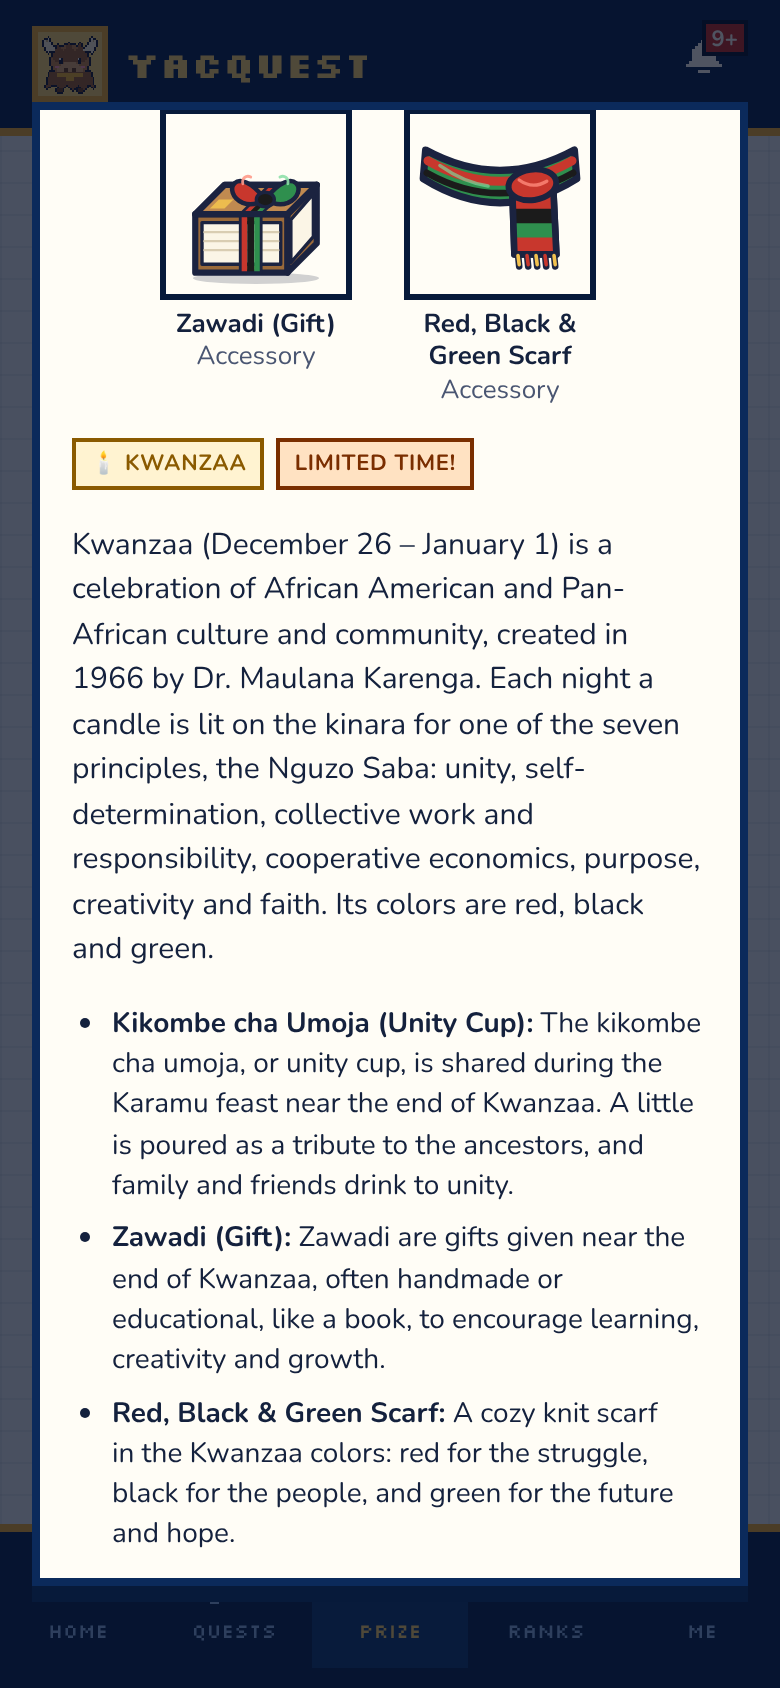 YACQUEST
9+
Zawadi (Gift)
Accessory
Red, Black &
Green Scarf
Accessory
KWANZAA
LIMITED TIME!
Kwanzaa (December 26 – January 1) is a
celebration of African American and Pan-
African culture and community, created in
1966 by Dr. Maulana Karenga. Each night a
candle is lit on the kinara for one of the seven
principles, the Nguzo Saba: unity, self-
determination, collective work and
responsibility, cooperative economics, purpose,
creativity and faith. Its colors are red, black
and green.
• Kikombe cha Umoja (Unity Cup): The kikombe
cha umoja, or unity cup, is shared during the
Karamu feast near the end of Kwanzaa. A little
is poured as a tribute to the ancestors, and
family and friends drink to unity.
• Zawadi (Gift): Zawadi are gifts given near the
end of Kwanzaa, often handmade or
educational, like a book, to encourage learning,
creativity and growth.
• Red, Black & Green Scarf: A cozy knit scarf
in the Kwanzaa colors: red for the struggle,
black for the people, and green for the future
and hope.
HOME QUESTS PRIZE RANKS ME